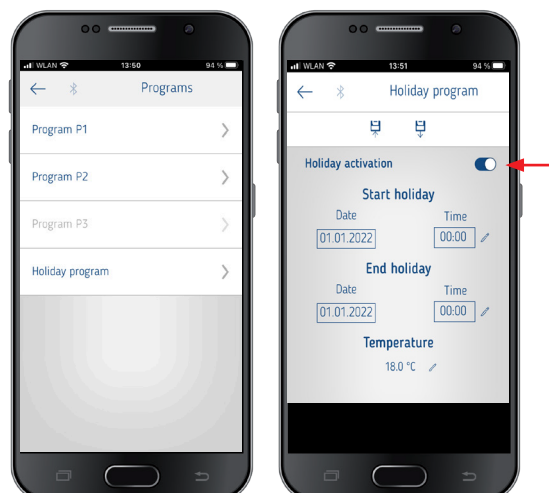 WLAN 13:50 94 %
Programs
Program P1
Program P2
Program P3
Holiday program
WLAN 13:51 94 %
Holiday program
Holiday activation
Start holiday
Date Time
01.01.2022 00:00
End holiday
Date Time
01.01.2022 00:00
Temperature
18.0 °C